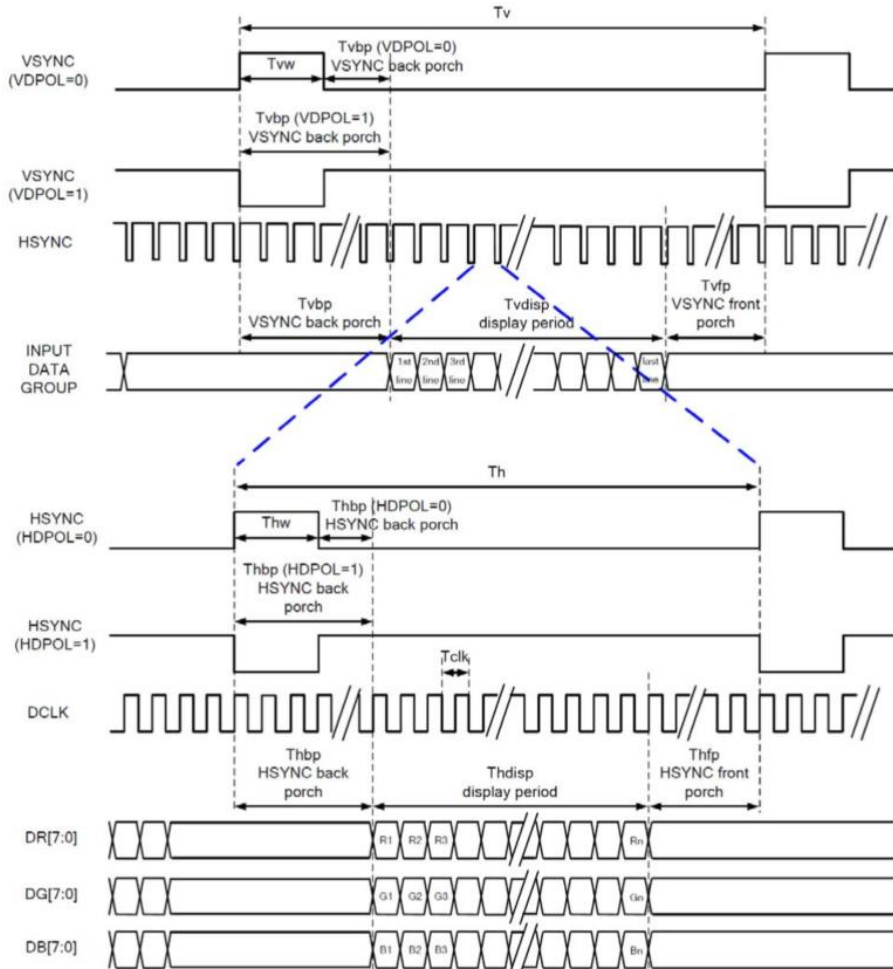 Tv
VSYNC
(VDPOL=0)
Tvw
Tvbp (VDPOL=0)
VSYNC back porch
Tvbp (VDPOL=1)
VSYNC back porch
VSYNC
(VDPOL=1)
HSYNC
Tvbp
VSYNC back porch
Tvdisp
display period
Tvfp
VSYNC front
porch
INPUT
DATA
GROUP
1st
line
2nd
line
3rd
line
last
line
Th
HSYNC
(HDPOL=0)
Thw
Thbp (HDPOL=0)
HSYNC back porch
Thbp (HDPOL=1)
HSYNC back
porch
HSYNC
(HDPOL=1)
Tclk
DCLK
Thbp
HSYNC back
porch
Thdisp
display period
Thfp
HSYNC front
porch
DR[7:0] R1 R2 R3 Rn
DG[7:0] G1 G2 G3 Gn
DB[7:0] B1 B2 B3 Bn